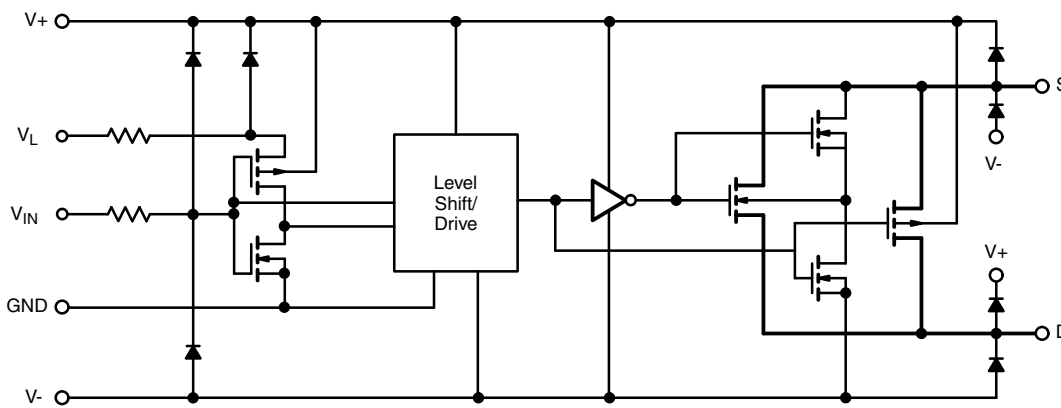 V+
S
VL
V-
Level
Shift/
Drive
VIN
V+
GND
D
V-